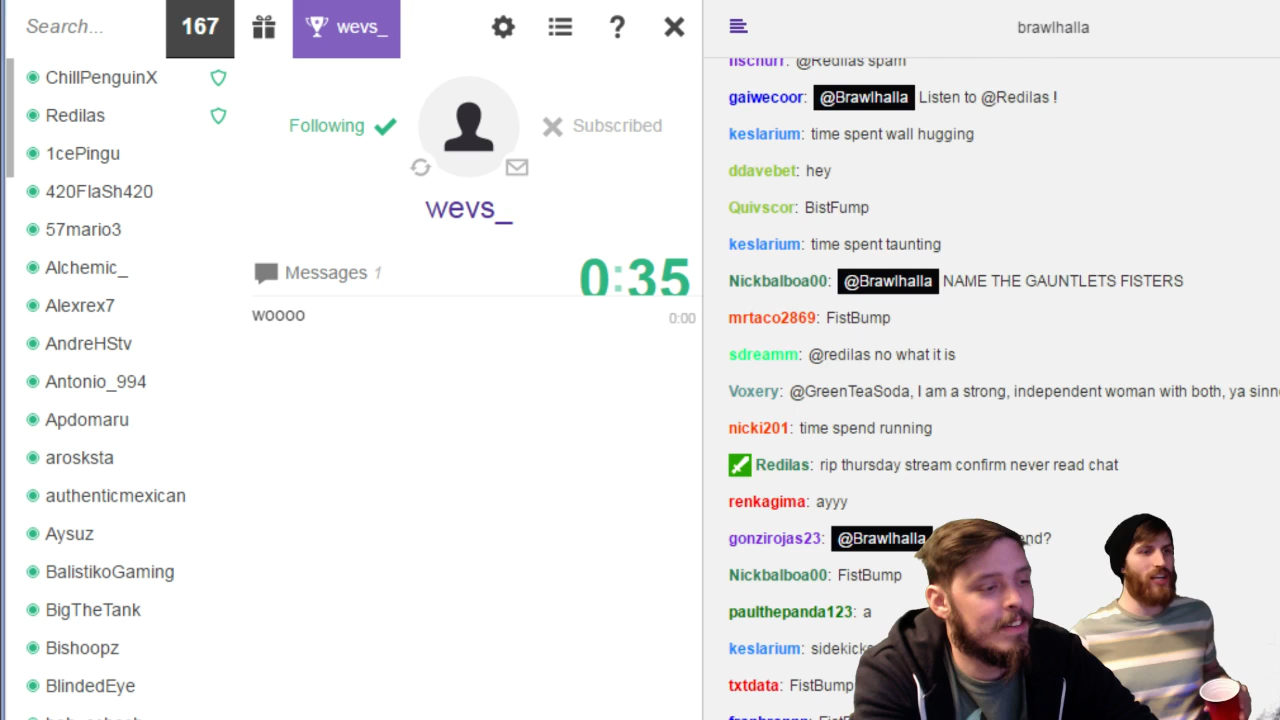 Search...
167
wevs_
ChillPenguinX
Redilas
1cePingu
420FlaSh420
57mario3
Alchemic_
Alexrex7
AndreHStv
Antonio_994
Apdomaru
arosksta
authenticmexican
Aysuz
BalistikoGaming
BigTheTank
Bishoopz
BlindedEye
Following
Subscribed
wevs_
Messages 1
0:35
woooo
0:00
brawlhalla
@Redilas spam
gaiwecoor: @Brawlhalla Listen to @Redilas !
keslarium: time spent wall hugging
ddavebet: hey
Quivscor: BistFump
keslarium: time spent taunting
Nickbalboa00: @Brawlhalla NAME THE GAUNTLETS FISTERS
mrtaco2869: FistBump
sdreamm: @redilas no what it is
Voxery: @GreenTeaSoda, I am a strong, independent woman with both, ya sinn
nicki201: time spend running
Redilas: rip thursday stream confirm never read chat
renkagima: ayyy
gonzirojas23: @Brawlhalla end?
Nickbalboa00: FistBump
paulthepanda123: a
keslarium: sidekicks
txtdata: FistBump